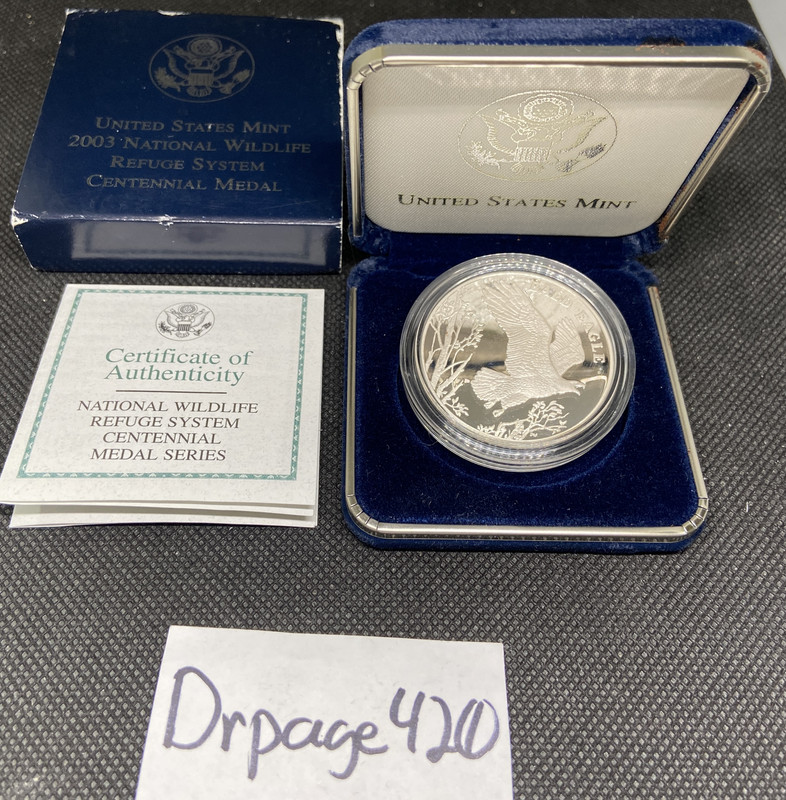 UNITED STATES MINT
2003 NATIONAL WILDLIFE
REFUGE SYSTEM
CENTENNIAL MEDAL
UNITED STATES MINT
EAGLE
Certificate of
Authenticity
NATIONAL WILDLIFE
REFUGE SYSTEM
CENTENNIAL
MEDAL SERIES
Drpage420